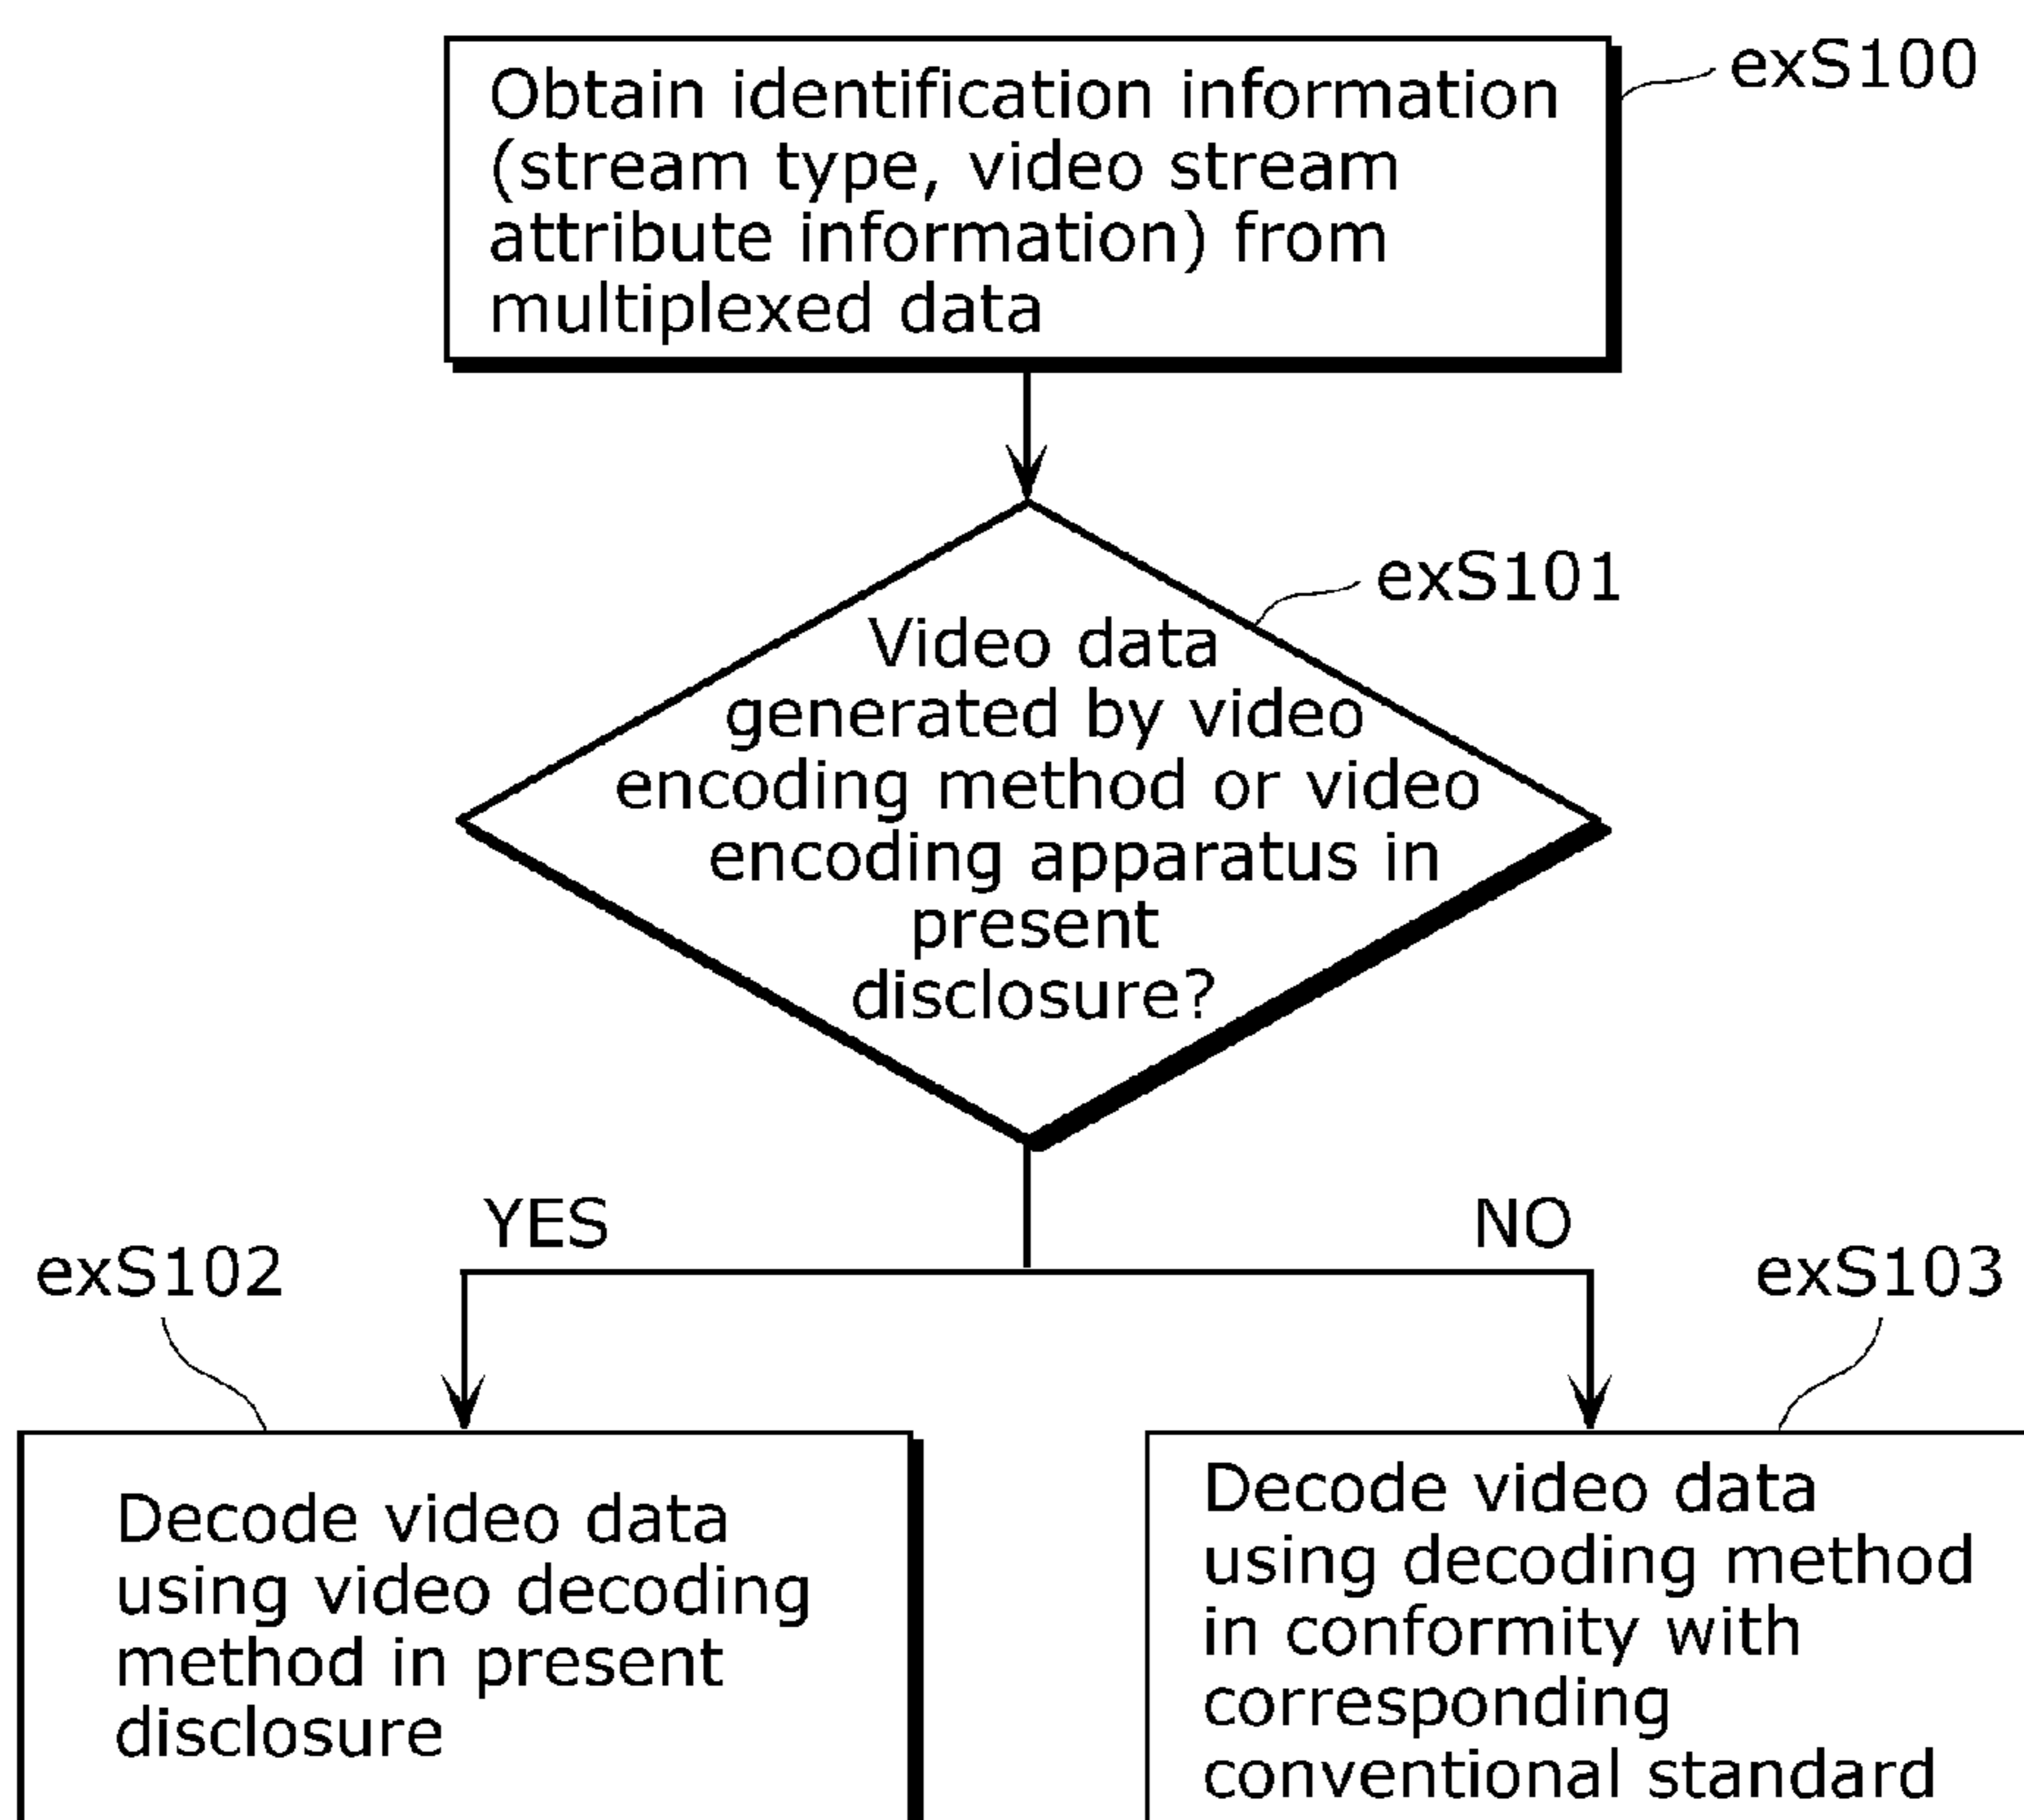 exS100
Obtain identification information
(stream type, video stream
attribute information) from
multiplexed data
exS101
Video data
generated by video
encoding method or video
encoding apparatus in
present
disclosure?
YES
NO
exS102
exS103
Decode video data
using video decoding
method in present
disclosure
Decode video data
using decoding method
in conformity with
corresponding
conventional standard